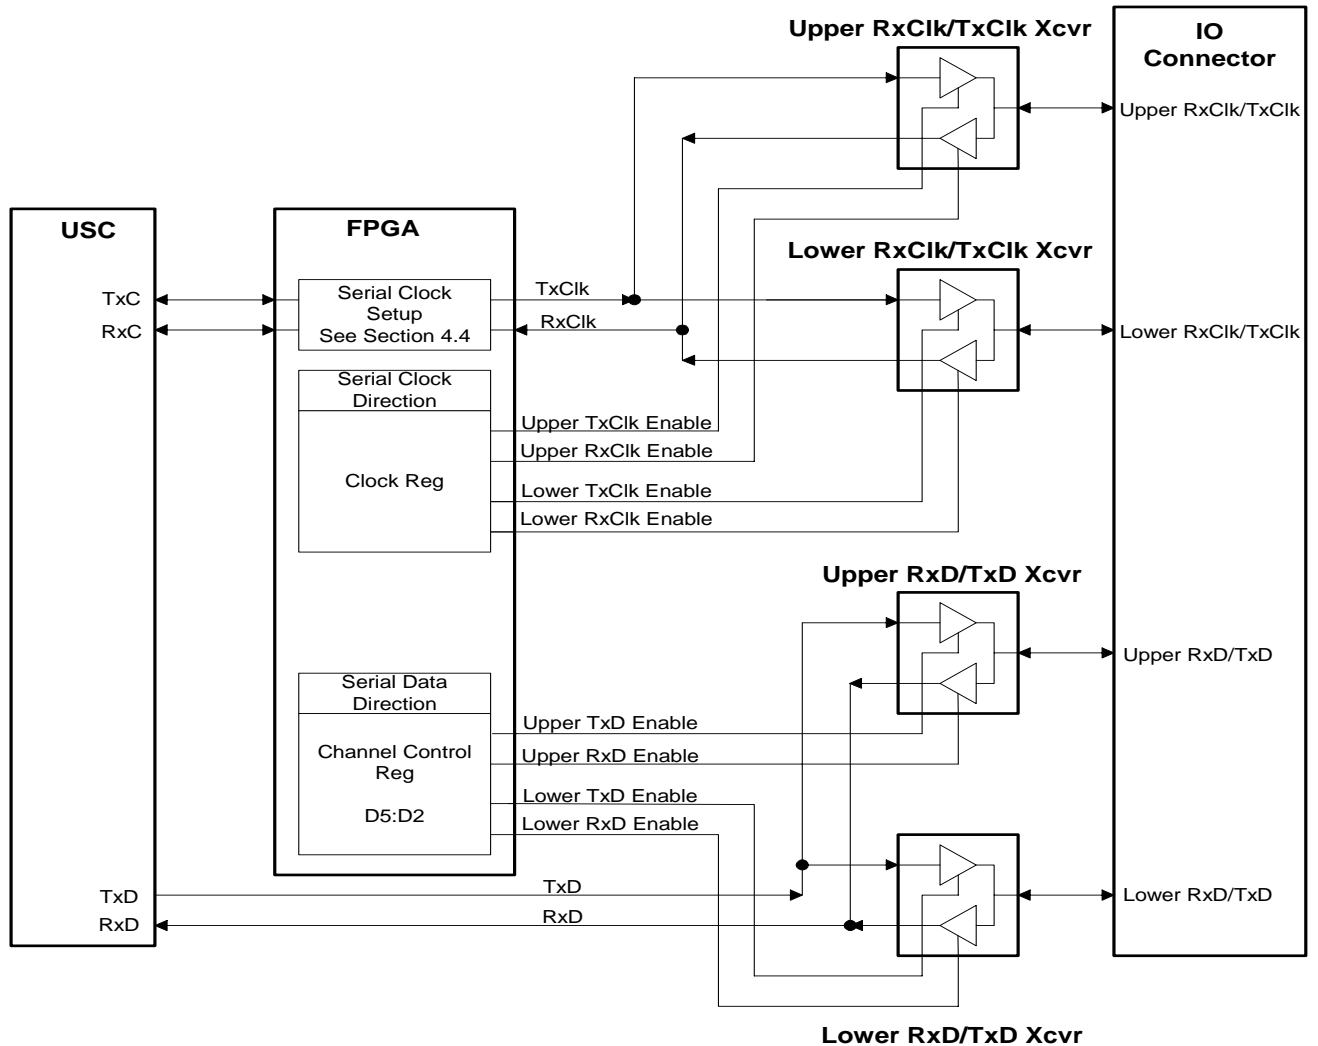 Upper RxClk/TxClk Xcvr
IO
Connector
Upper RxClk/TxClk
USC
FPGA
Lower RxClk/TxClk Xcvr
TxC
RxC
Serial Clock
Setup
See Section 4.4
TxClk
RxClk
Lower RxClk/TxClk
Serial Clock
Direction
Clock Reg
Upper TxClk Enable
Upper RxClk Enable
Lower TxClk Enable
Lower RxClk Enable
Upper RxD/TxD Xcvr
Upper RxD/TxD
Serial Data
Direction
Channel Control
Reg
D5:D2
Upper TxD Enable
Upper RxD Enable
Lower TxD Enable
Lower RxD Enable
TxD
RxD
TxD
RxD
Lower RxD/TxD
Lower RxD/TxD Xcvr